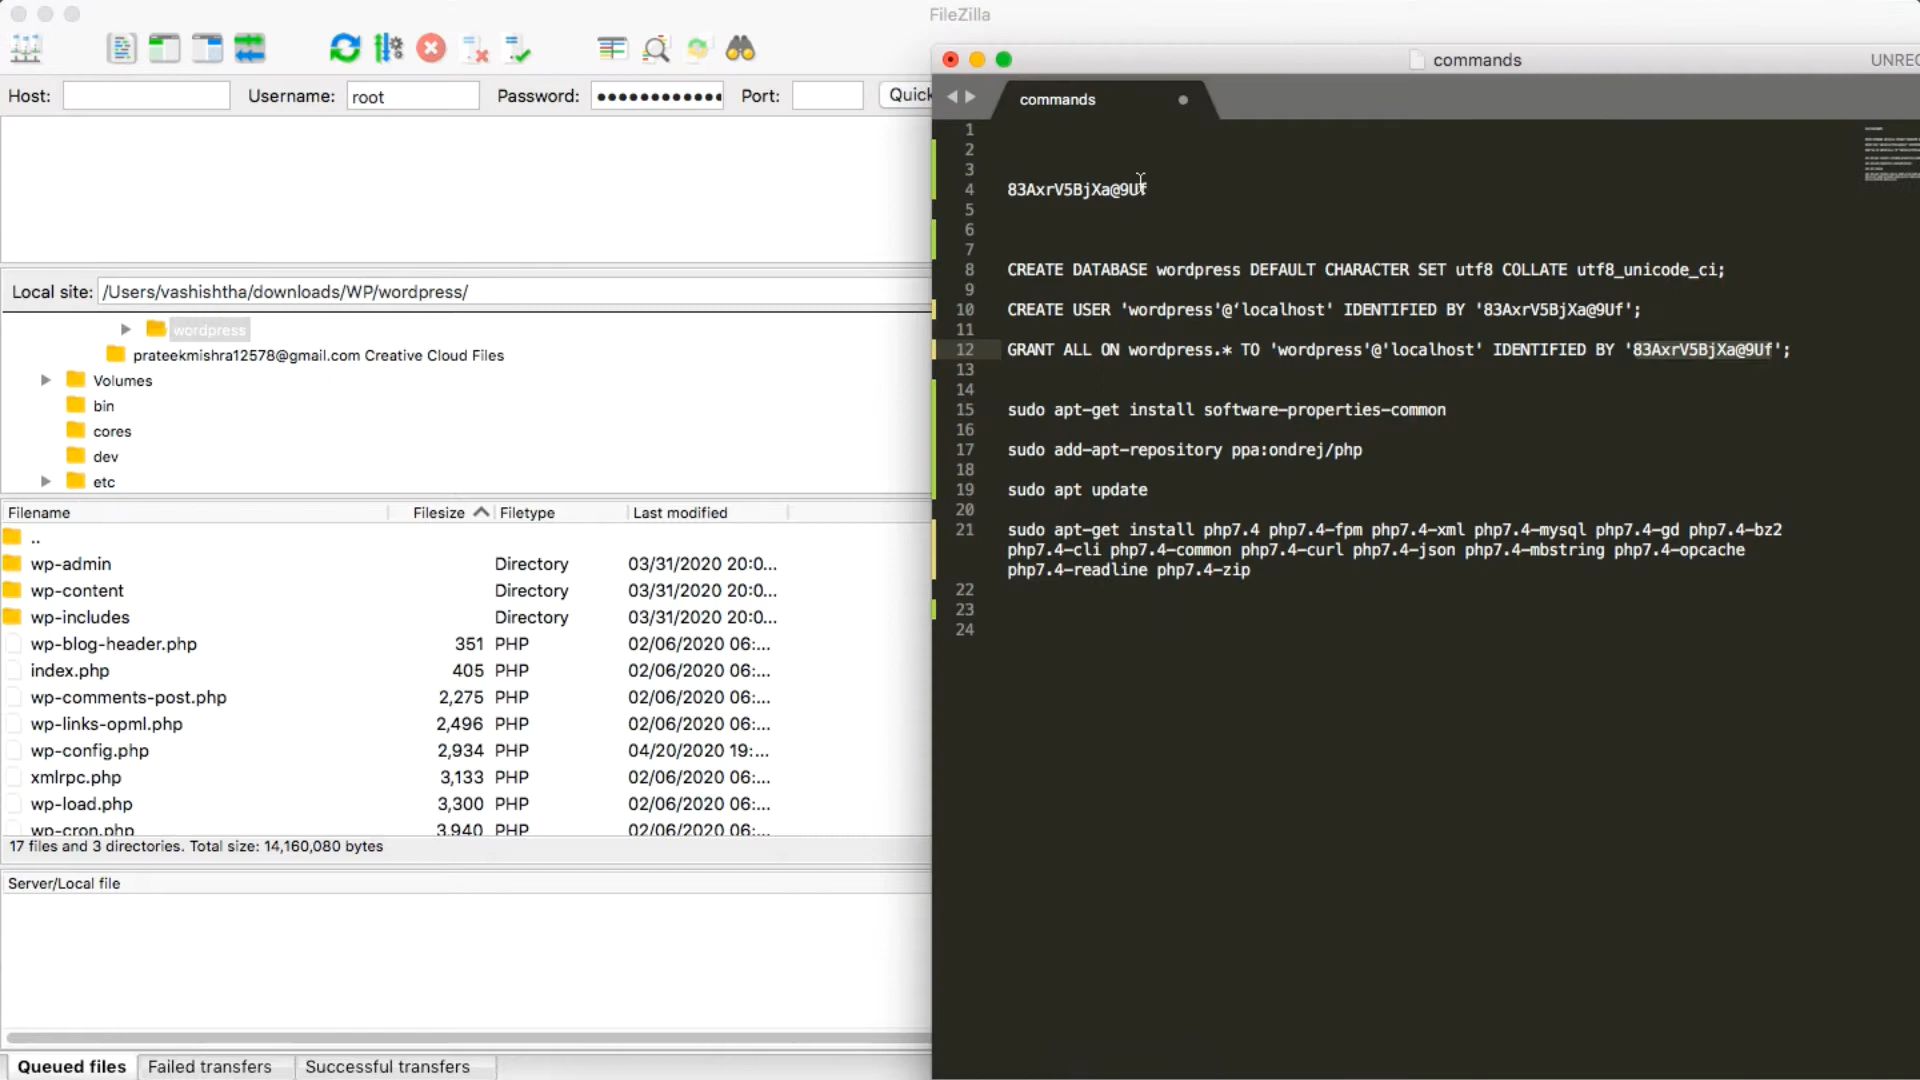 FileZilla
Host:
Username: root
Password: ●●●●●●●●●●●●
Port:
Quick
Local site: /Users/vashishtha/downloads/WP/wordpress/
wordpress
prateekmishra12578@gmail.com Creative Cloud Files
Volumes
bin
cores
dev
etc
Filename Filesize Filetype Last modified
..
wp-admin Directory 03/31/2020 20:0...
wp-content Directory 03/31/2020 20:0...
wp-includes Directory 03/31/2020 20:0...
wp-blog-header.php 351 PHP 02/06/2020 06:...
index.php 405 PHP 02/06/2020 06:...
wp-comments-post.php 2,275 PHP 02/06/2020 06:...
wp-links-opml.php 2,496 PHP 02/06/2020 06:...
wp-config.php 2,934 PHP 04/20/2020 19:...
xmlrpc.php 3,133 PHP 02/06/2020 06:...
wp-load.php 3,300 PHP 02/06/2020 06:...
wp-cron.php 3,940 PHP 02/06/2020 06:...
17 files and 3 directories. Total size: 14,160,080 bytes
Server/Local file
Queued files Failed transfers Successful transfers
commands
UNREG
commands
1
2
3
4 83AxrV5BjXa@9Uf
5
6
7
8 CREATE DATABASE wordpress DEFAULT CHARACTER SET utf8 COLLATE utf8_unicode_ci;
9
10 CREATE USER 'wordpress'@‘localhost' IDENTIFIED BY '83AxrV5BjXa@9Uf';
11
12 GRANT ALL ON wordpress.* TO 'wordpress'@'localhost' IDENTIFIED BY '83AxrV5BjXa@9Uf';
13
14
15 sudo apt-get install software-properties-common
16
17 sudo add-apt-repository ppa:ondrej/php
18
19 sudo apt update
20
21 sudo apt-get install php7.4 php7.4-fpm php7.4-xml php7.4-mysql php7.4-gd php7.4-bz2
php7.4-cli php7.4-common php7.4-curl php7.4-json php7.4-mbstring php7.4-opcache
php7.4-readline php7.4-zip
22
23
24